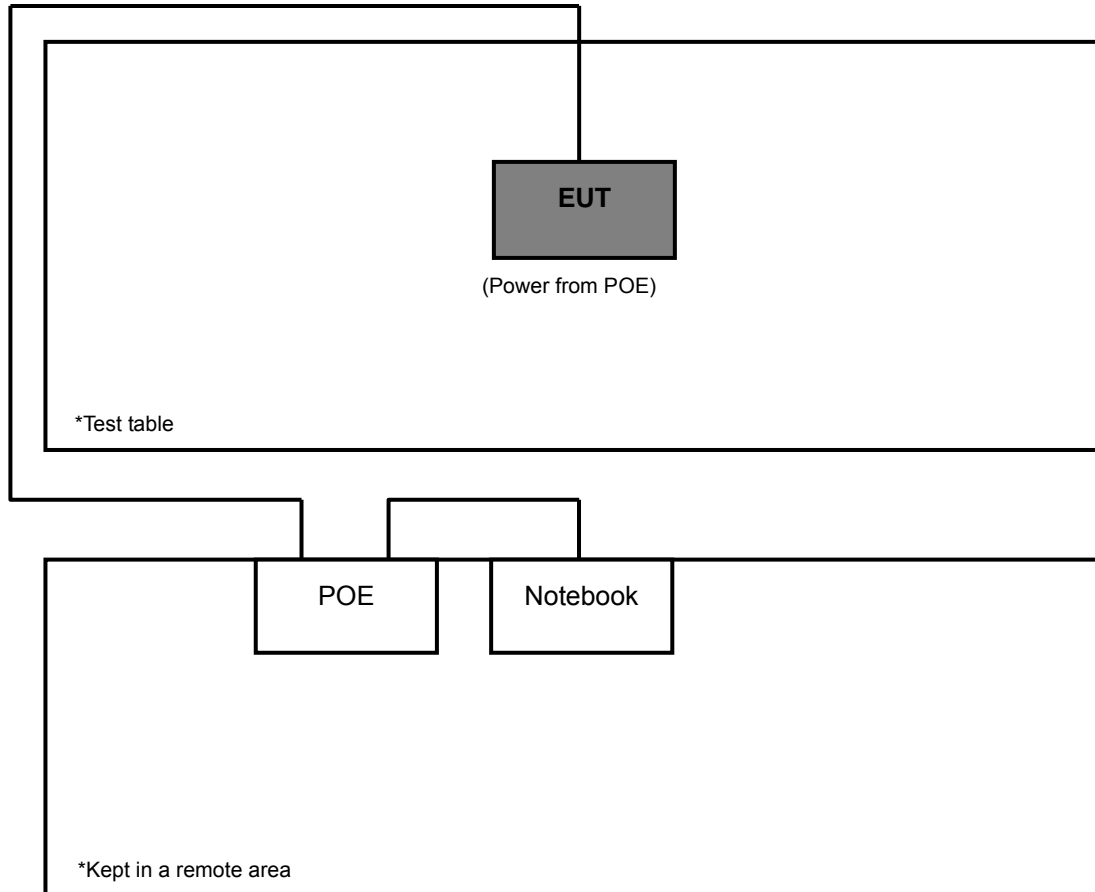 EUT
(Power from POE)
*Test table
POE
Notebook
*Kept in a remote area